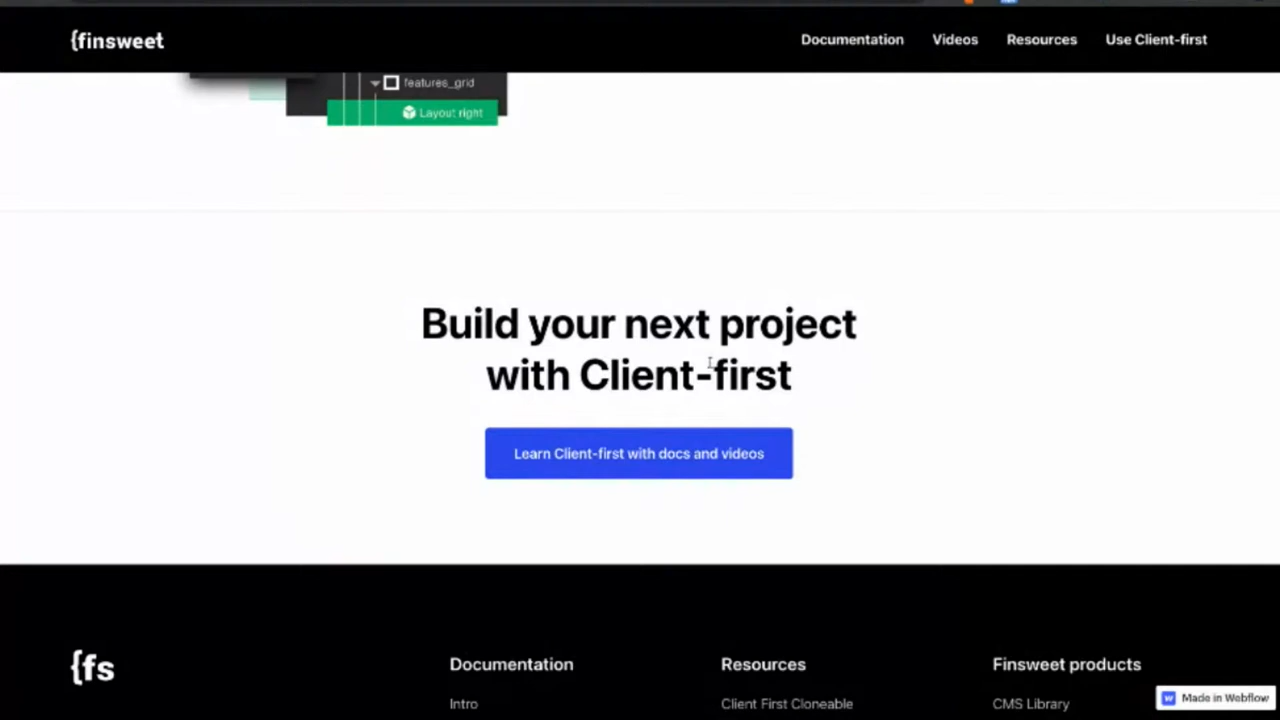 {finsweet
Documentation Videos Resources Use Client-first
features_grid
Layout right
Build your next project
with Client-first
Learn Client-first with docs and videos
{fs
Documentation Resources Finsweet products
Intro Client First Cloneable CMS Library
Made in Webflow